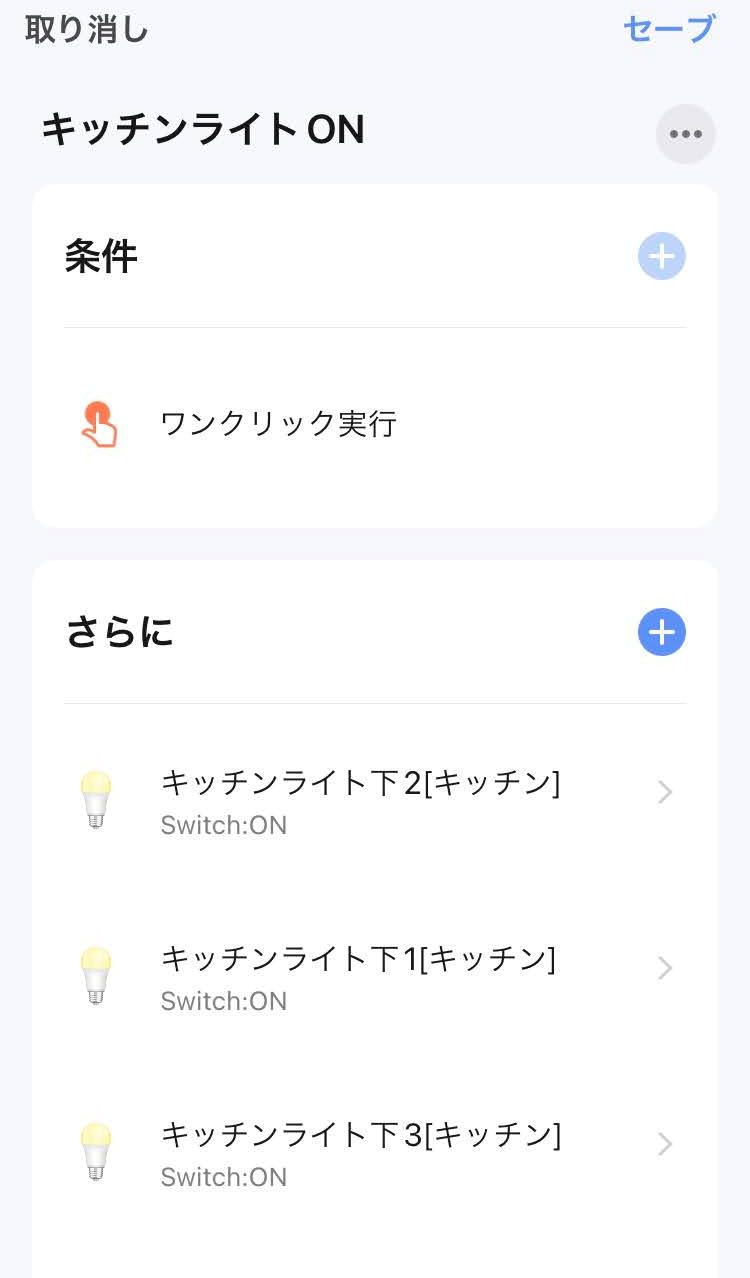 取り消し
セーブ
キッチンライトON
条件
ワンクリック実行
さらに
キッチンライト下2[キッチン]
Switch:ON
キッチンライト下1[キッチン]
Switch:ON
キッチンライト下3[キッチン]
Switch:ON